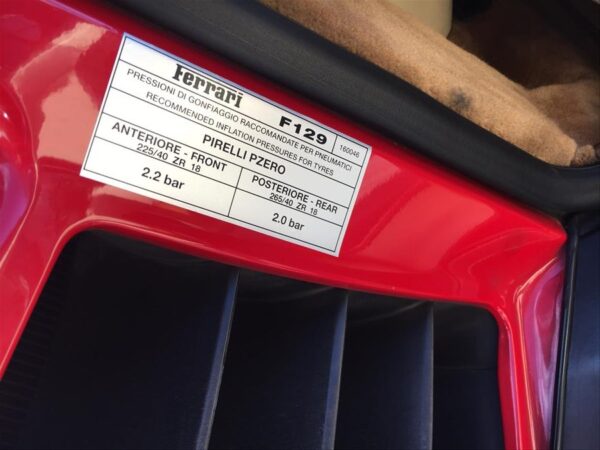 Ferrari F129 160046
PRESSIONI DI GONFIAGGIO RACCOMANDATE PER PNEUMATICI
RECOMMENDED INFLATION PRESSURES FOR TYRES
PIRELLI PZERO
ANTERIORE - FRONT
225/40 ZR 18
2.2 bar
POSTERIORE - REAR
265/40 ZR 18
2.0 bar